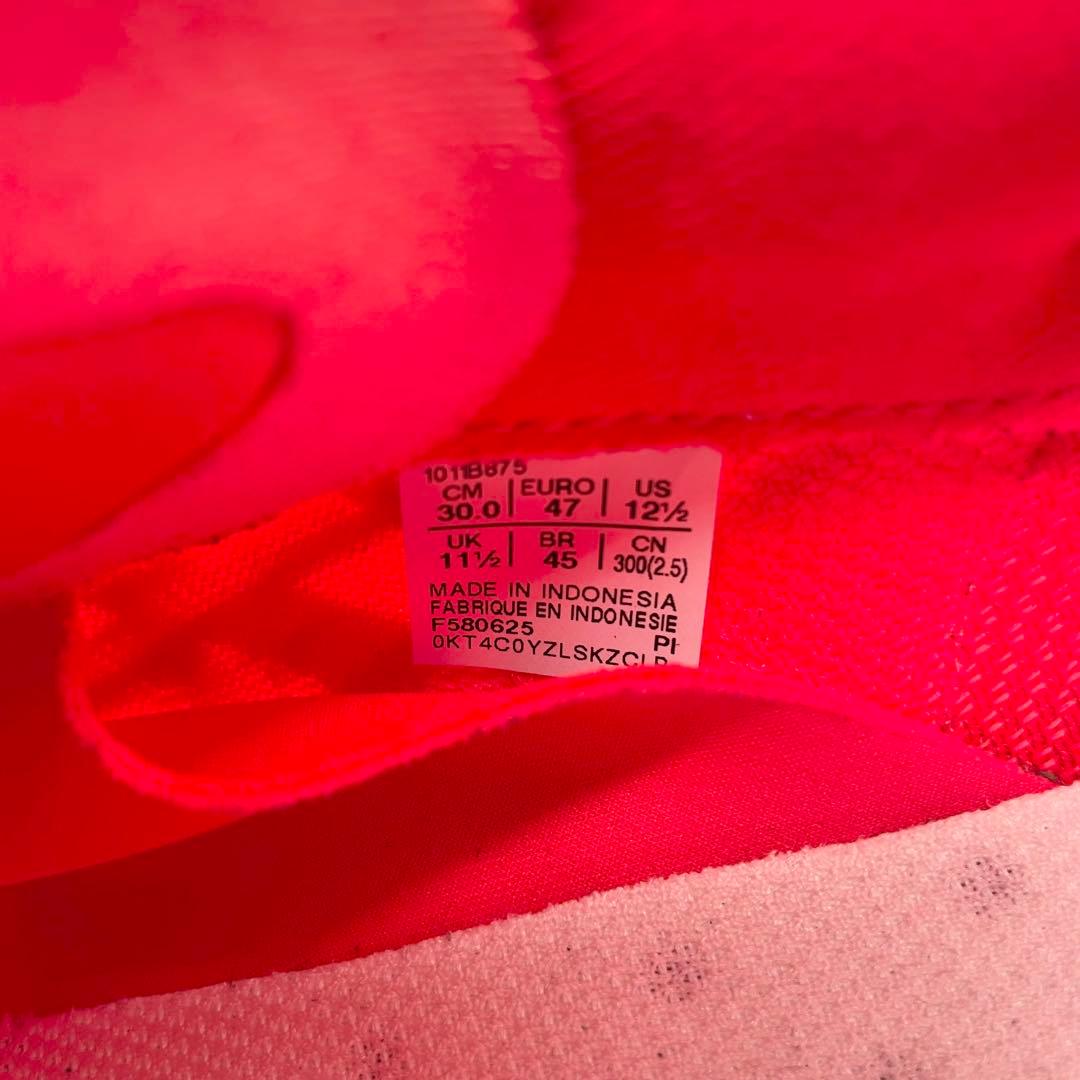 1011B875
CM | EURO | US
30.0 | 47 | 12½
UK | BR | CN
11½ | 45 | 300(2.5)
MADE IN INDONESIA
FABRIQUE EN INDONESIE
F580625 PI